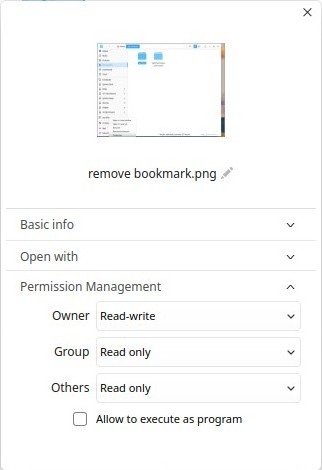 remove bookmark.png
Basic info
Open with
Permission Management
Owner Read-write
Group Read only
Others Read only
Allow to execute as program